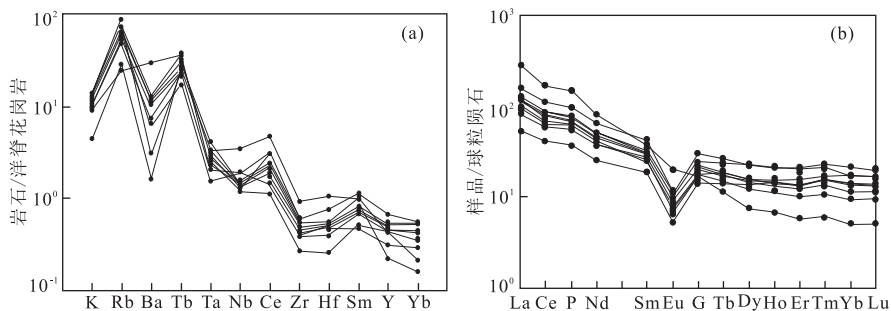 (a)
岩石/洋脊花岗岩
10²
10¹
10⁰
10⁻¹
K Rb Ba Tb Ta Nb Ce Zr Hf Sm Y Yb
(b)
样品/球粒陨石
10³
10²
10¹
10⁰
La Ce P Nd Sm Eu G Tb Dy Ho Er Tm Yb Lu